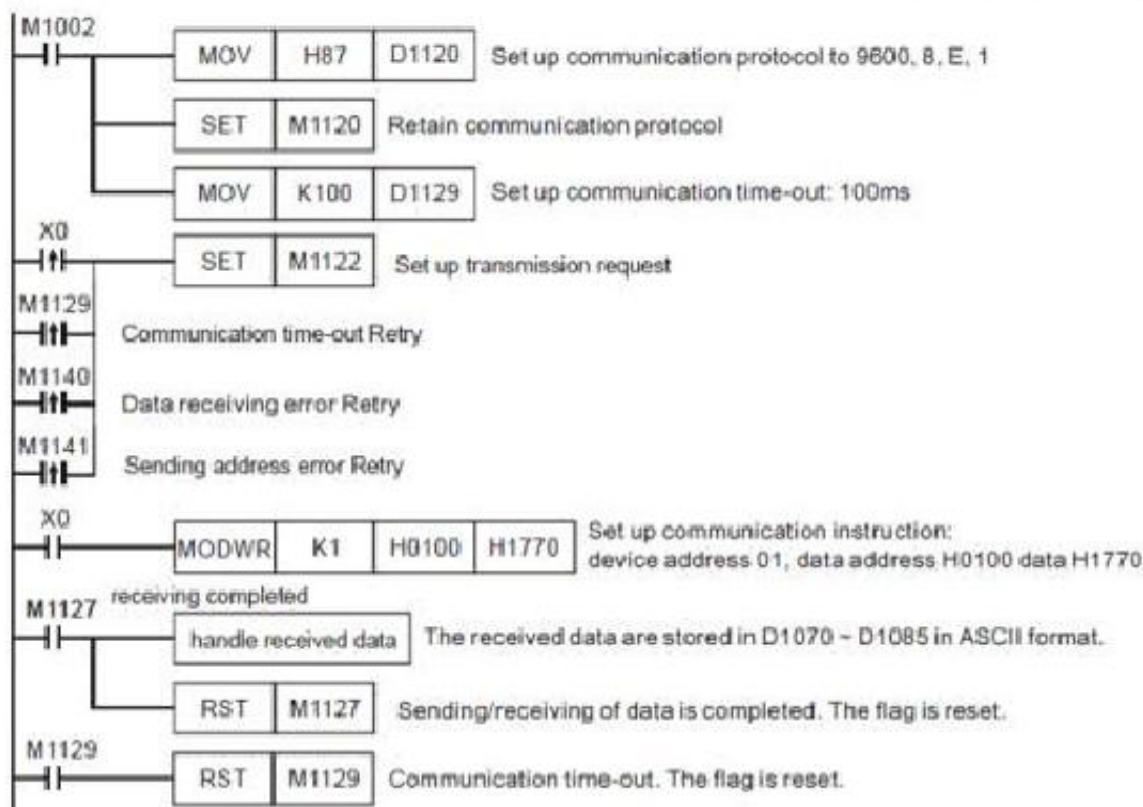 M1002
MOV H87 D1120 Set up communication protocol to 9600, 8, E, 1
SET M1120 Retain communication protocol
MOV K100 D1129 Set up communication time-out: 100ms
X0
SET M1122 Set up transmission request
M1129
Communication time-out Retry
M1140
Data receiving error Retry
M1141
Sending address error Retry
X0
MODWR K1 H0100 H1770 Set up communication instruction:
device address 01, data address H0100 data H1770
receiving completed
M1127
handle received data The received data are stored in D1070 ~ D1085 in ASCII format.
RST M1127 Sending/receiving of data is completed. The flag is reset.
M1129
RST M1129 Communication time-out. The flag is reset.